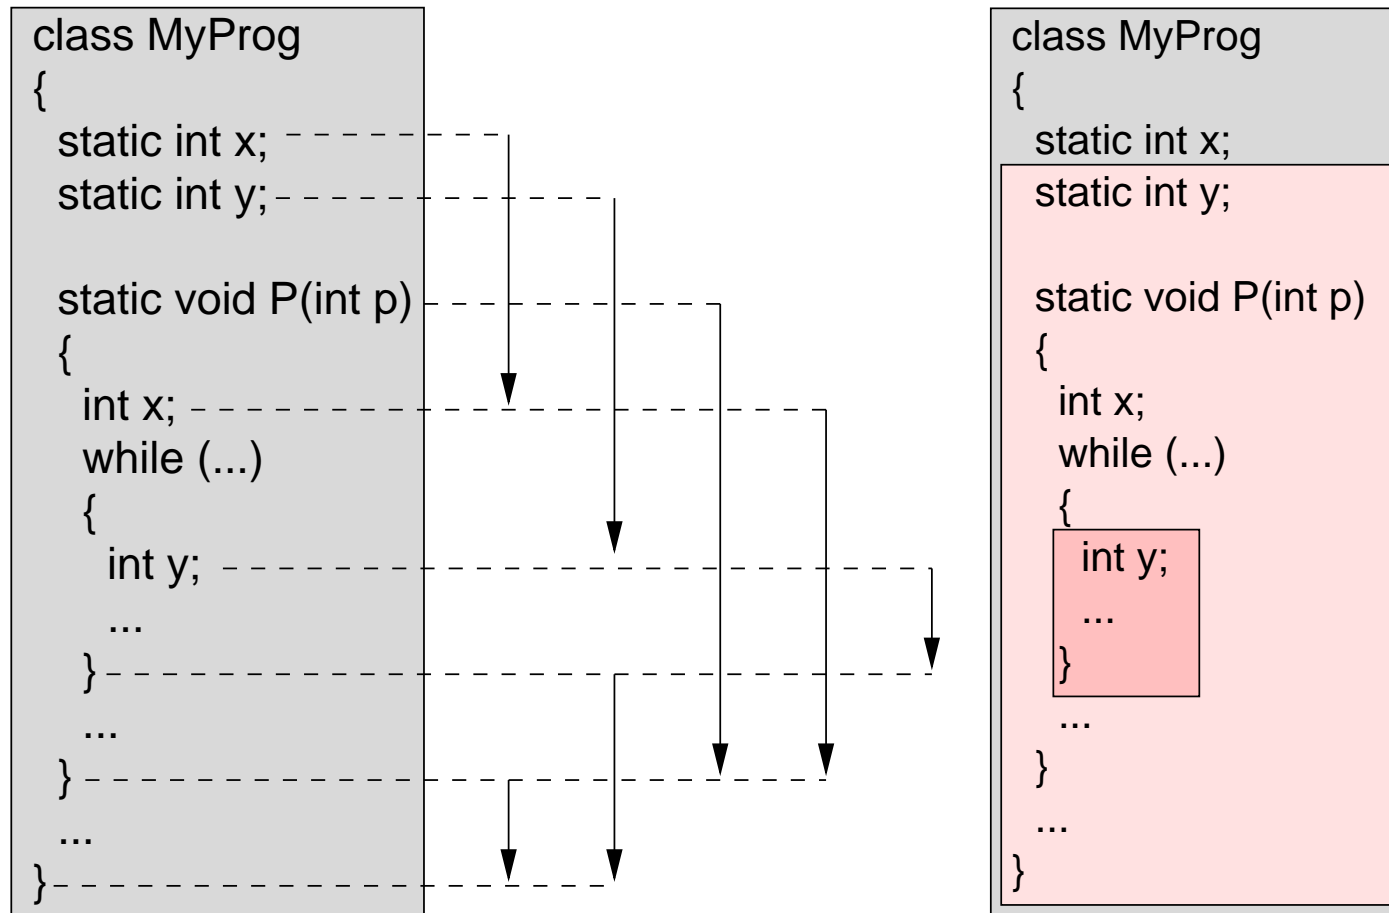 class MyProg
{
static int x;
static int y;
static void P(int p)
{
int x;
while (...)
{
int y;
...
}
...
}
...
}
class MyProg
{
static int x;
static int y;
static void P(int p)
{
int x;
while (...)
{
int y;
...
}
...
}
...
}